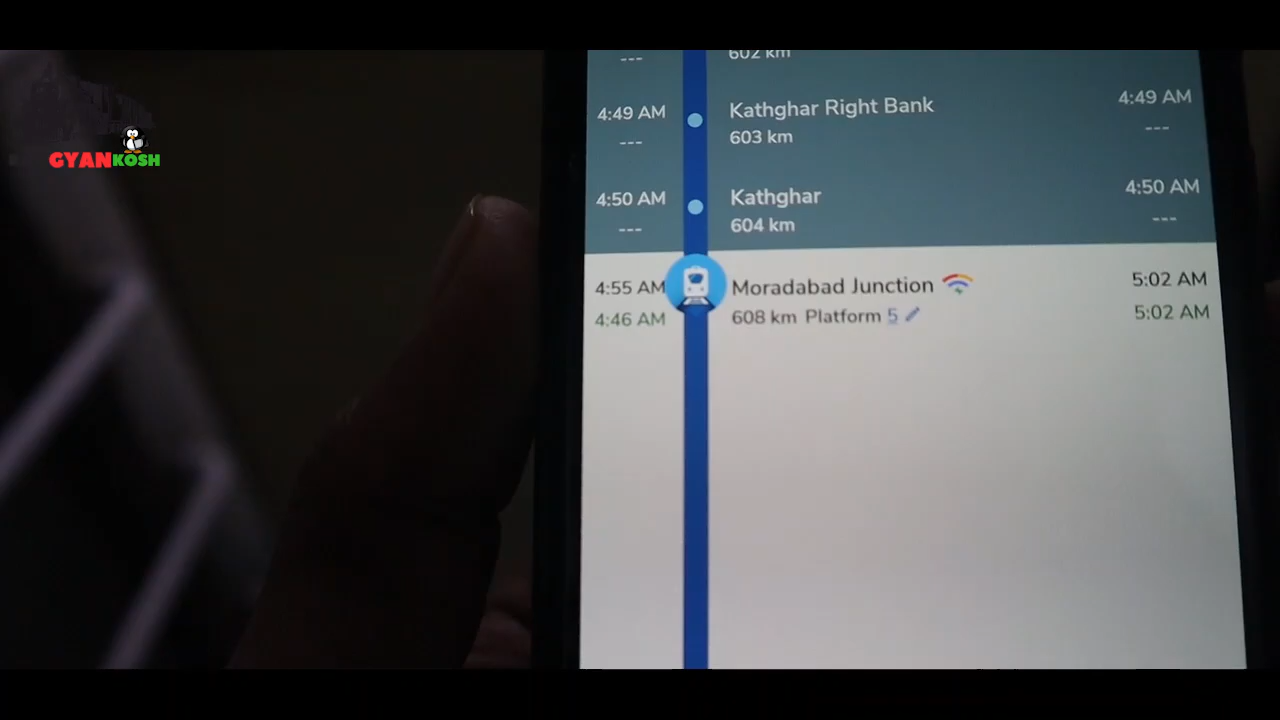 GYANKOSH
602 km
---
4:49 AM Kathghar Right Bank 4:49 AM
--- 603 km ---
4:50 AM Kathghar 4:50 AM
--- 604 km ---
4:55 AM Moradabad Junction 5:02 AM
4:46 AM 608 km Platform 5 5:02 AM